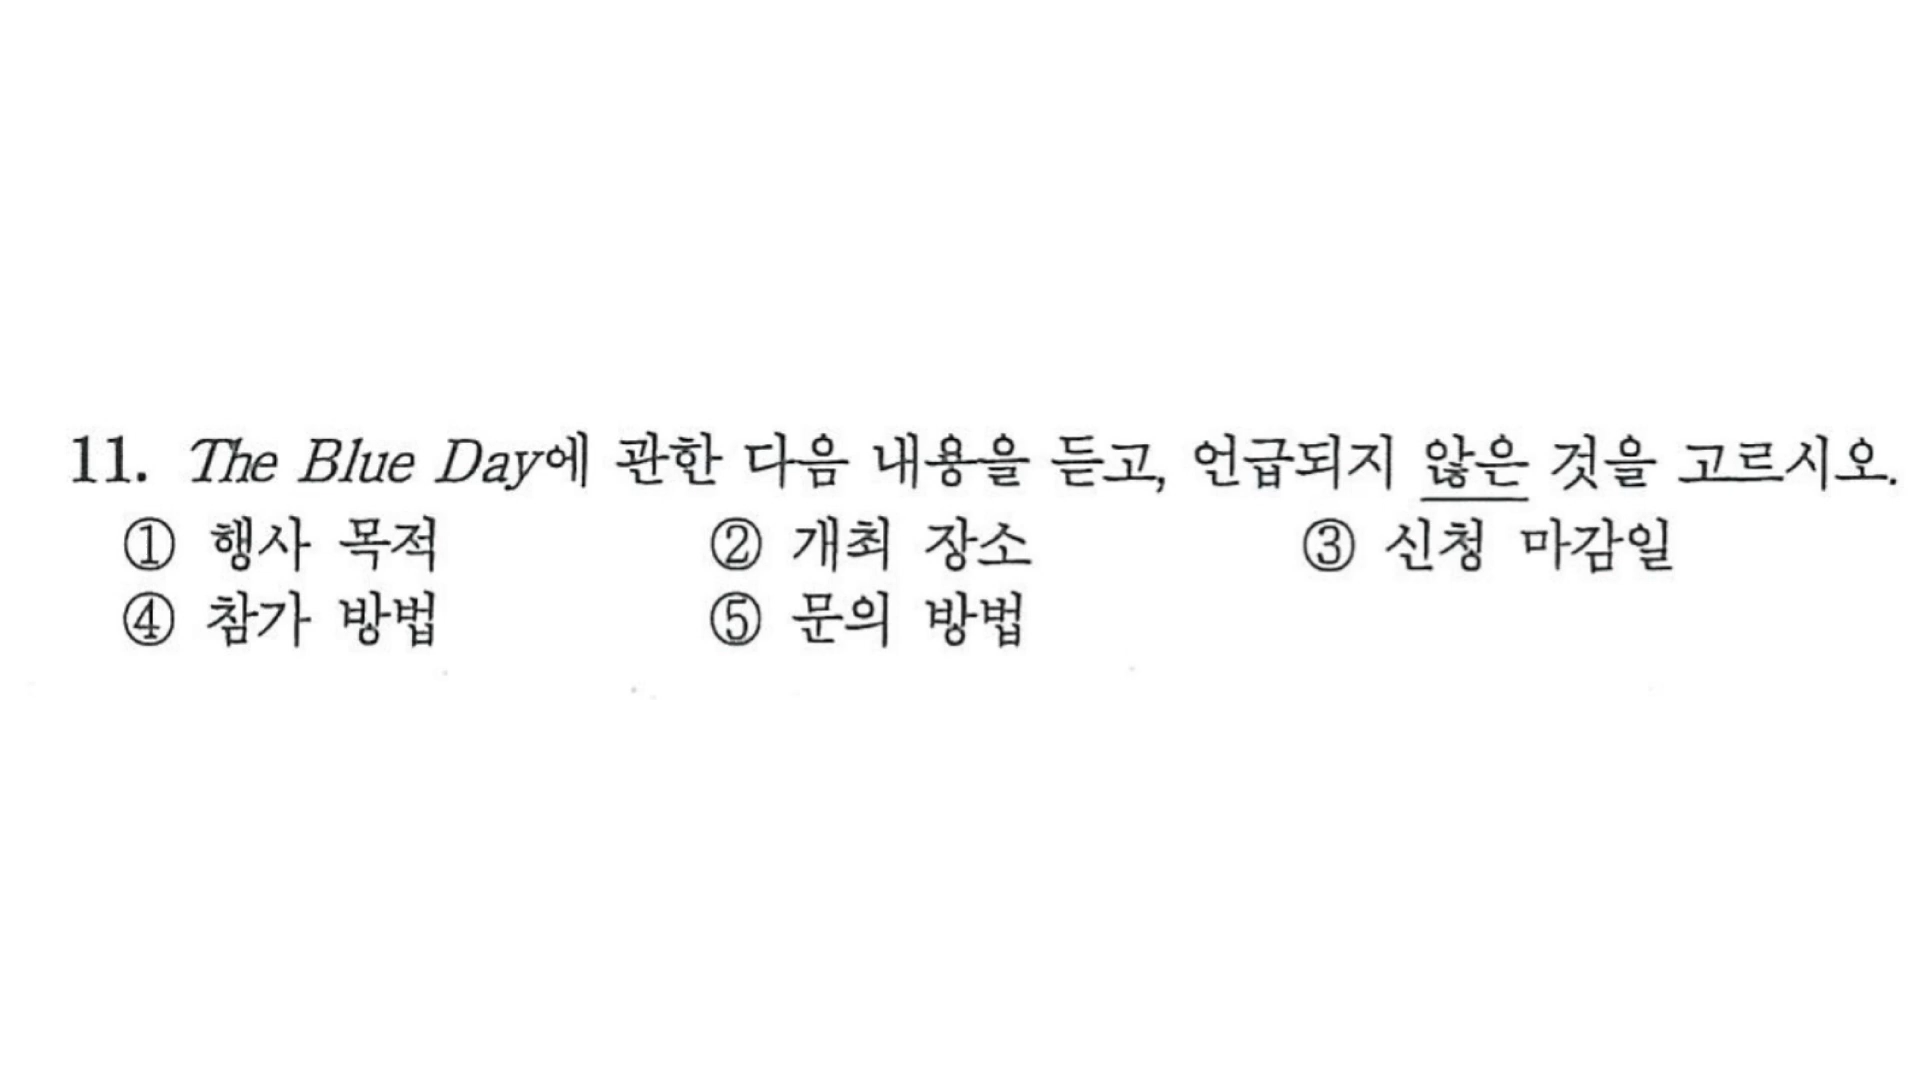 11. The Blue Day에 관한 다음 내용을 듣고, 언급되지 않은 것을 고르시오.
① 행사 목적 ② 개최 장소 ③ 신청 마감일
④ 참가 방법 ⑤ 문의 방법